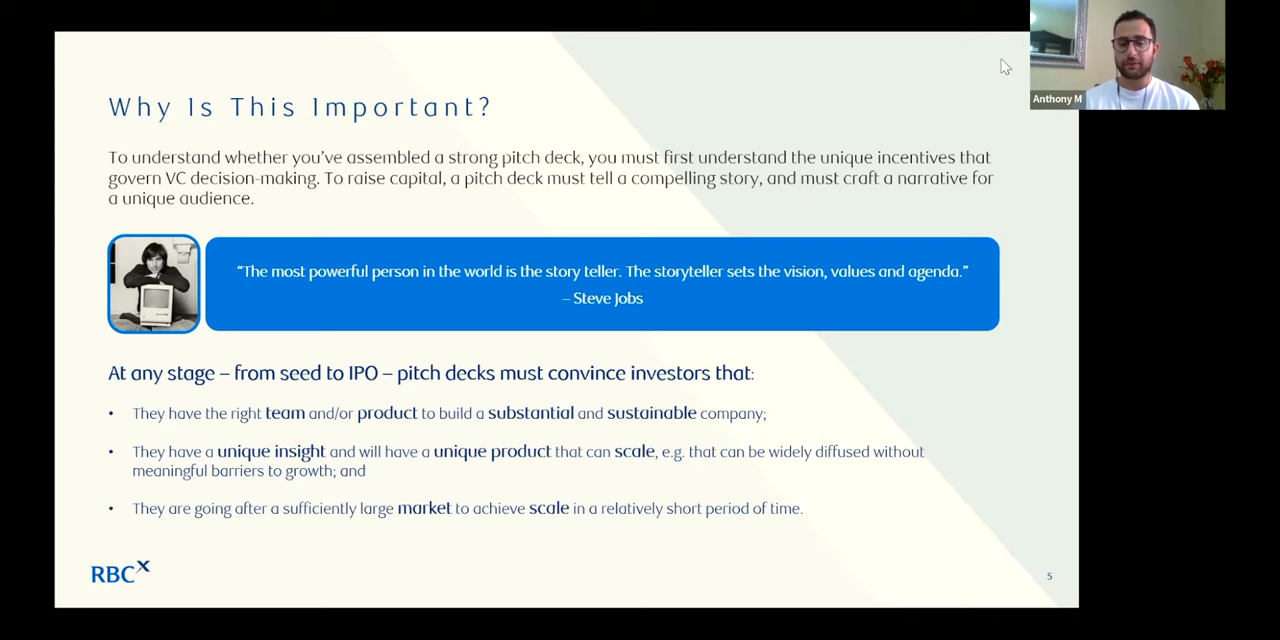 Anthony M
Why Is This Important?
To understand whether you’ve assembled a strong pitch deck, you must first understand the unique incentives that
govern VC decision-making. To raise capital, a pitch deck must tell a compelling story, and must craft a narrative for
a unique audience.
“The most powerful person in the world is the story teller. The storyteller sets the vision, values and agenda.”
– Steve Jobs
At any stage – from seed to IPO – pitch decks must convince investors that:
• They have the right team and/or product to build a substantial and sustainable company;
• They have a unique insight and will have a unique product that can scale, e.g. that can be widely diffused without
meaningful barriers to growth; and
• They are going after a sufficiently large market to achieve scale in a relatively short period of time.
RBCx
5